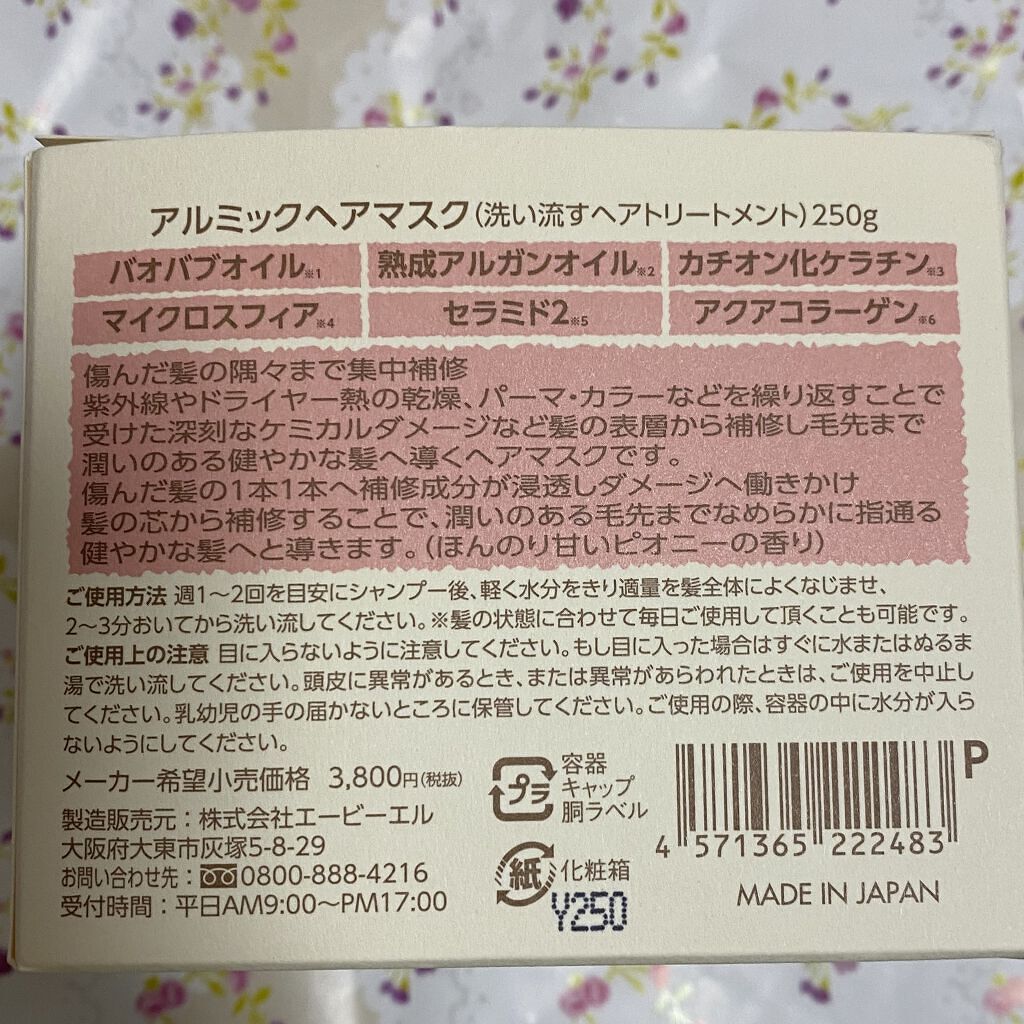 アルミックヘアマスク(洗い流すヘアトリートメント)250g
バオバブオイル※1 熟成アルガンオイル※2 カチオン化ケラチン※3
マイクロスフィア※4 セラミド2※5 アクアコラーゲン※6
傷んだ髪の隅々まで集中補修
紫外線やドライヤー熱の乾燥、パーマ・カラーなどを繰り返すことで
受けた深刻なケミカルダメージなど髪の表層から補修し毛先まで
潤いのある健やかな髪へ導くヘアマスクです。
傷んだ髪の1本1本へ補修成分が浸透しダメージへ働きかけ
髪の芯から補修することで、潤いのある毛先までなめらかに指通る
健やかな髪へと導きます。(ほんのり甘いピオニーの香り)
ご使用方法 週1〜2回を目安にシャンプー後、軽く水分をきり適量を髪全体によくなじませ、
2〜3分おいてから洗い流してください。※髪の状態に合わせて毎日ご使用して頂くことも可能です。
ご使用上の注意 目に入らないように注意してください。もし目に入った場合はすぐに水またはぬるま
湯で洗い流してください。頭皮に異常があるとき、または異常があらわれたときは、ご使用を中止し
てください。乳幼児の手の届かないところに保管してください。ご使用の際、容器の中に水分が入ら
ないようにしてください。
メーカー希望小売価格 3,800円(税抜)
製造販売元：株式会社エービーエル
大阪府大東市灰塚5-8-29
お問い合わせ先：0800-888-4216
受付時間：平日AM9:00〜PM17:00
プラ
容器
キャップ
胴ラベル
紙 化粧箱
Y250
P
4 571365 222483
MADE IN JAPAN